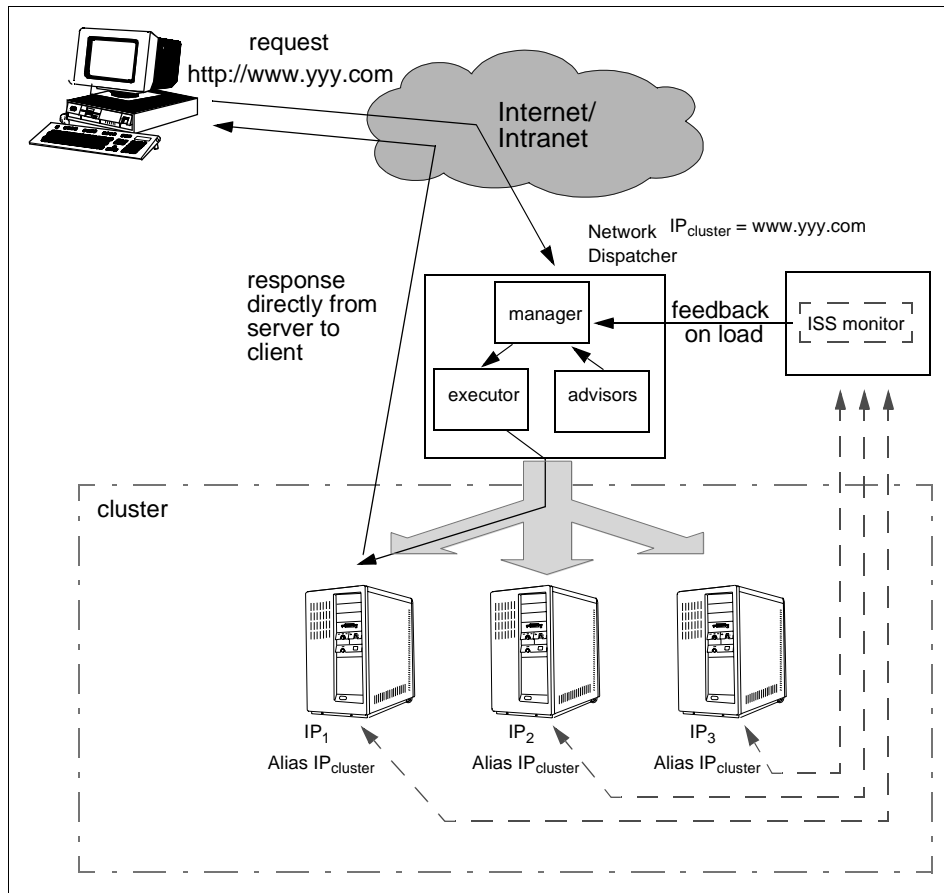 request
http://www.yyy.com
Internet/
Intranet
Network
Dispatcher
IPcluster = www.yyy.com
response
directly from
server to
client
manager
feedback
on load
ISS monitor
executor
advisors
cluster
IP1
Alias IPcluster
IP2
Alias IPcluster
IP3
Alias IPcluster